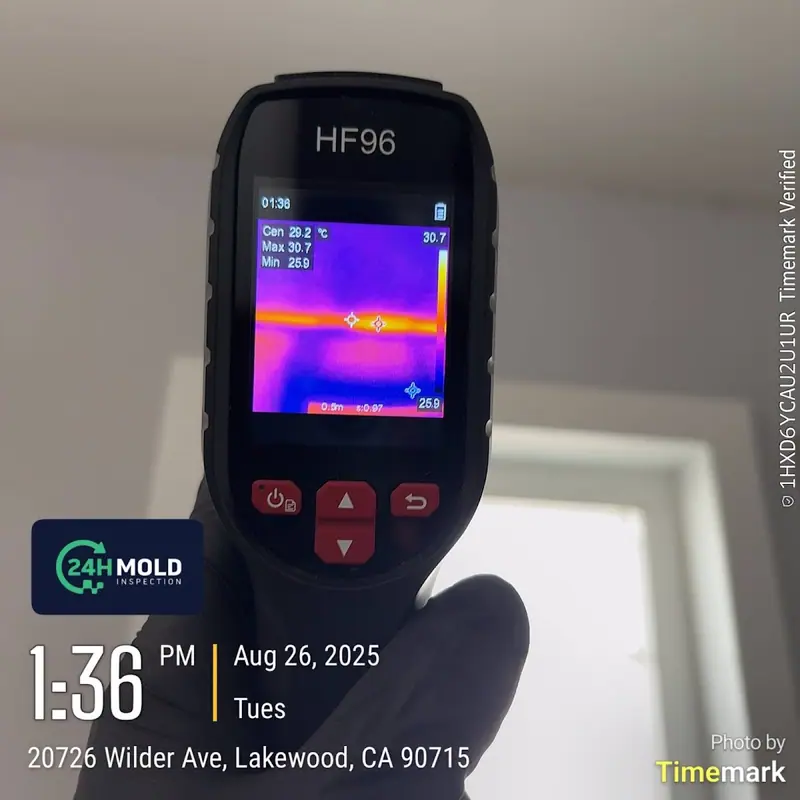 HF96
01:36
Cen 29.2 ℃
Max 30.7
Min 25.9
30.7
0.5m ε:0.97
25.9
24H MOLD
INSPECTION
1:36 PM
Aug 26, 2025
Tues
20726 Wilder Ave, Lakewood, CA 90715
Photo by
Timemark
1HXD6YCAU2U1UR Timemark Verified